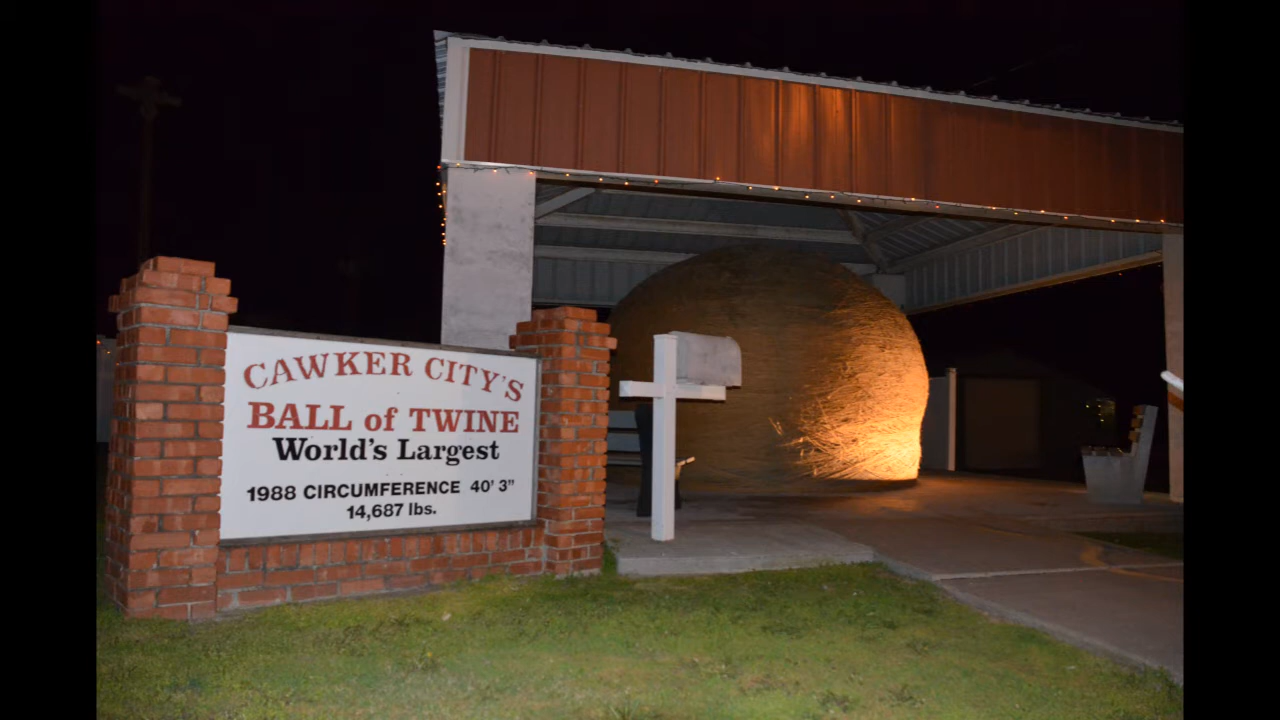 CAWKER CITY'S
BALL of TWINE
World's Largest
1988 CIRCUMFERENCE 40' 3"
14,687 lbs.